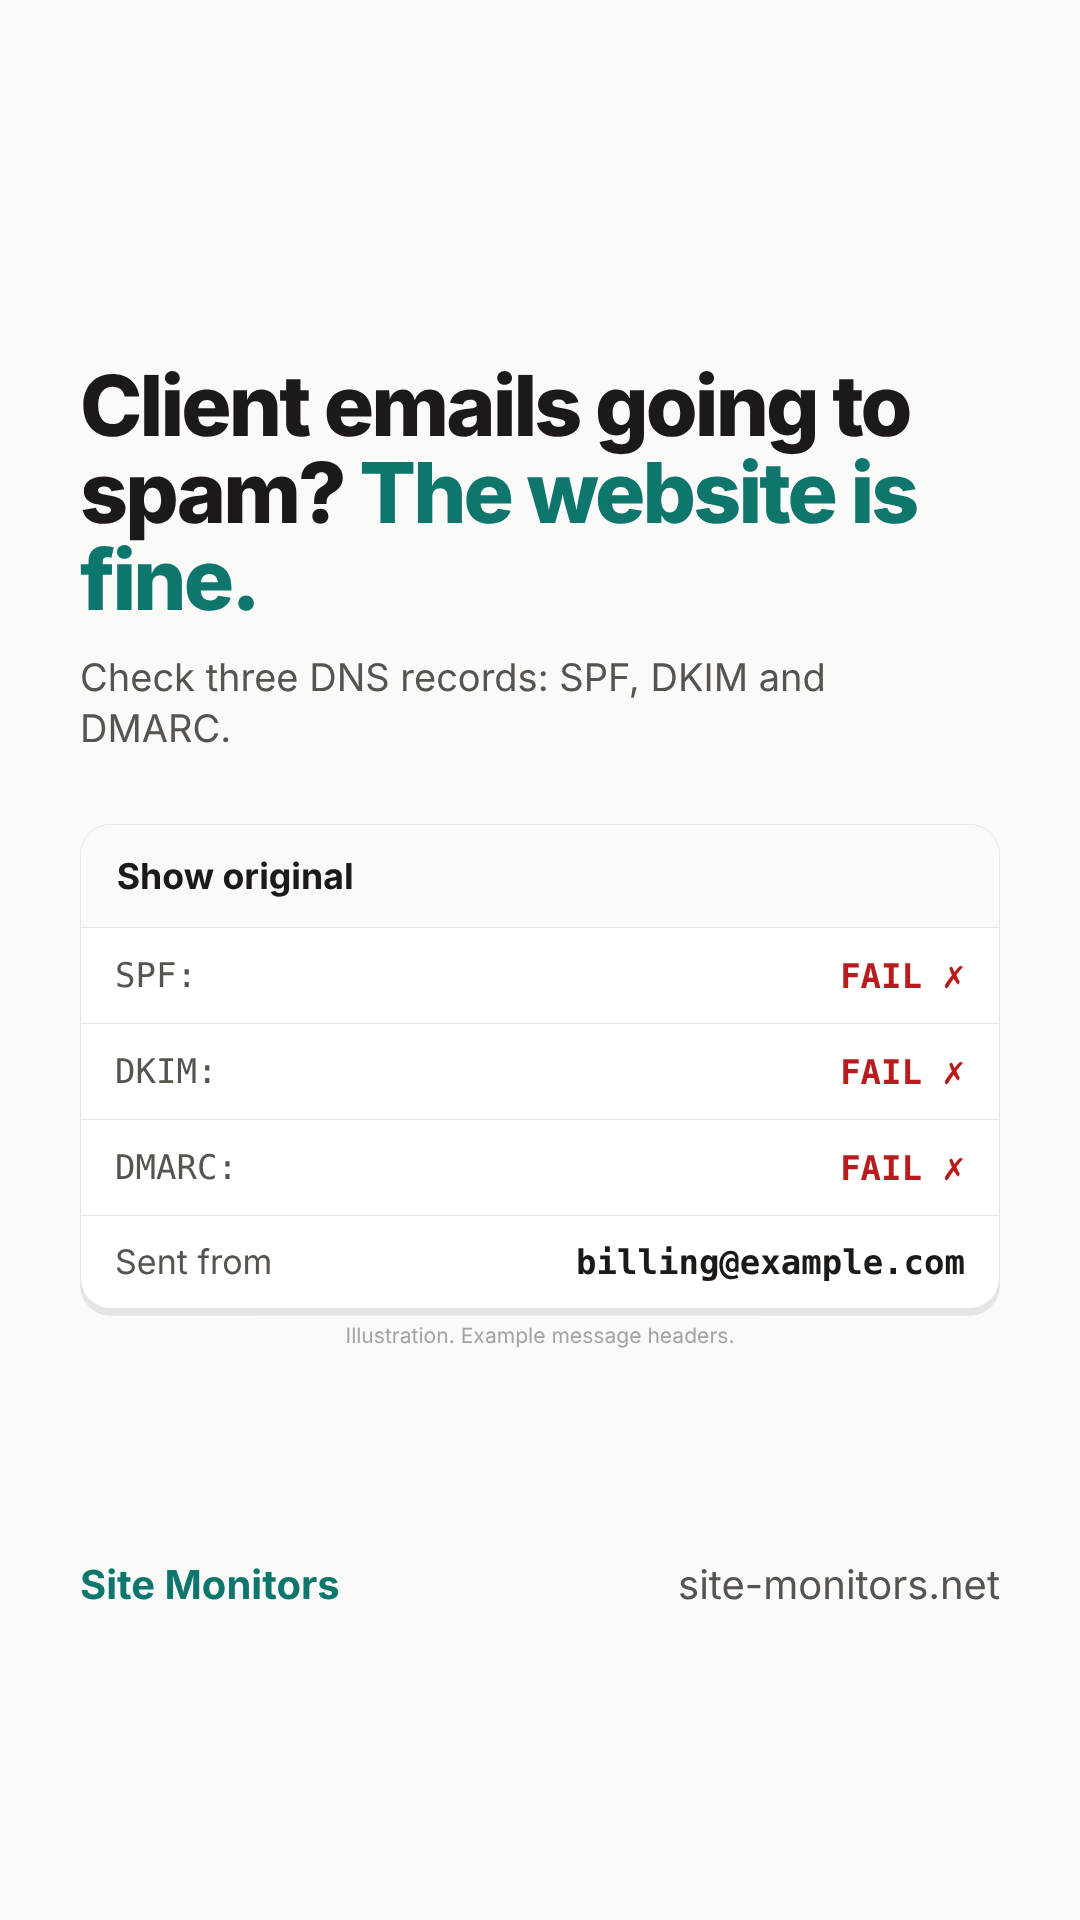 Client emails going to
spam? The website is
fine.
Check three DNS records: SPF, DKIM and
DMARC.
Show original
SPF: FAIL ✗
DKIM: FAIL ✗
DMARC: FAIL ✗
Sent from billing@example.com
Illustration. Example message headers.
Site Monitors site-monitors.net